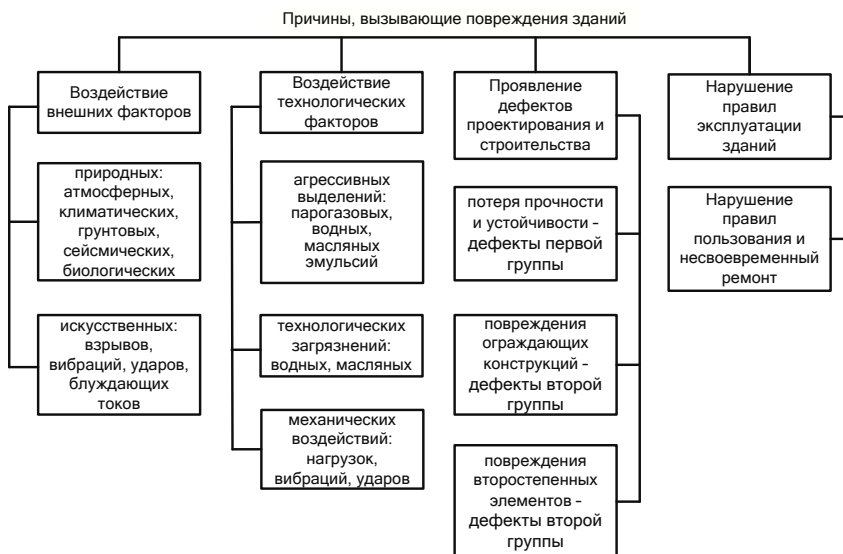 Причины, вызывающие повреждения зданий
Воздействие
внешних факторов
природных:
атмосферных,
климатических,
грунтовых,
сейсмических,
биологических
искусственных:
взрывов,
вибраций, ударов,
блуждающих
токов
Воздействие
технологических
факторов
агрессивных
выделений:
парогазовых,
водных,
масляных
эмульсий
технологических
загрязнений:
водных, масляных
механических
воздействий:
нагрузок,
вибраций, ударов
Проявление
дефектов
проектирования и
строительства
потеря прочности
и устойчивости –
дефекты первой
группы
повреждения
ограждающих
конструкций –
дефекты второй
группы
повреждения
второстепенных
элементов –
дефекты второй
группы
Нарушение
правил
эксплуатации
зданий
Нарушение
правил
пользования и
несвоевременный
ремонт